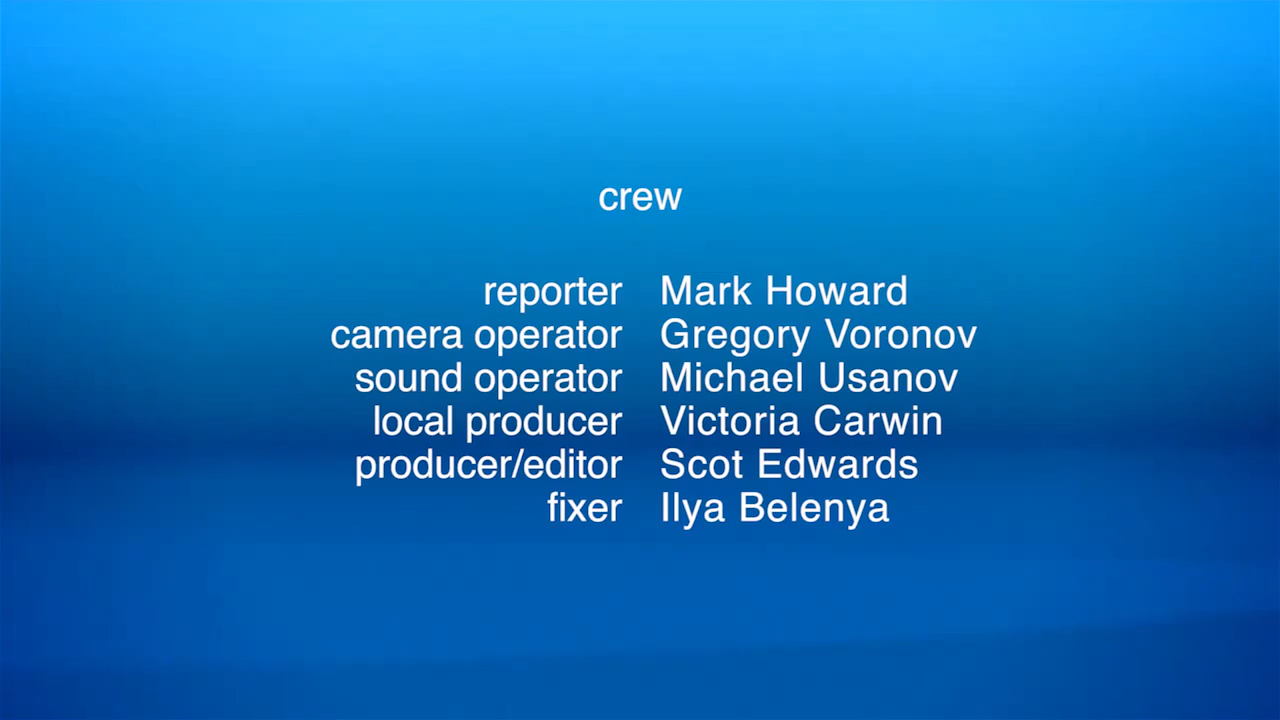 crew
reporter Mark Howard
camera operator Gregory Voronov
sound operator Michael Usanov
local producer Victoria Carwin
producer/editor Scot Edwards
fixer Ilya Belenya